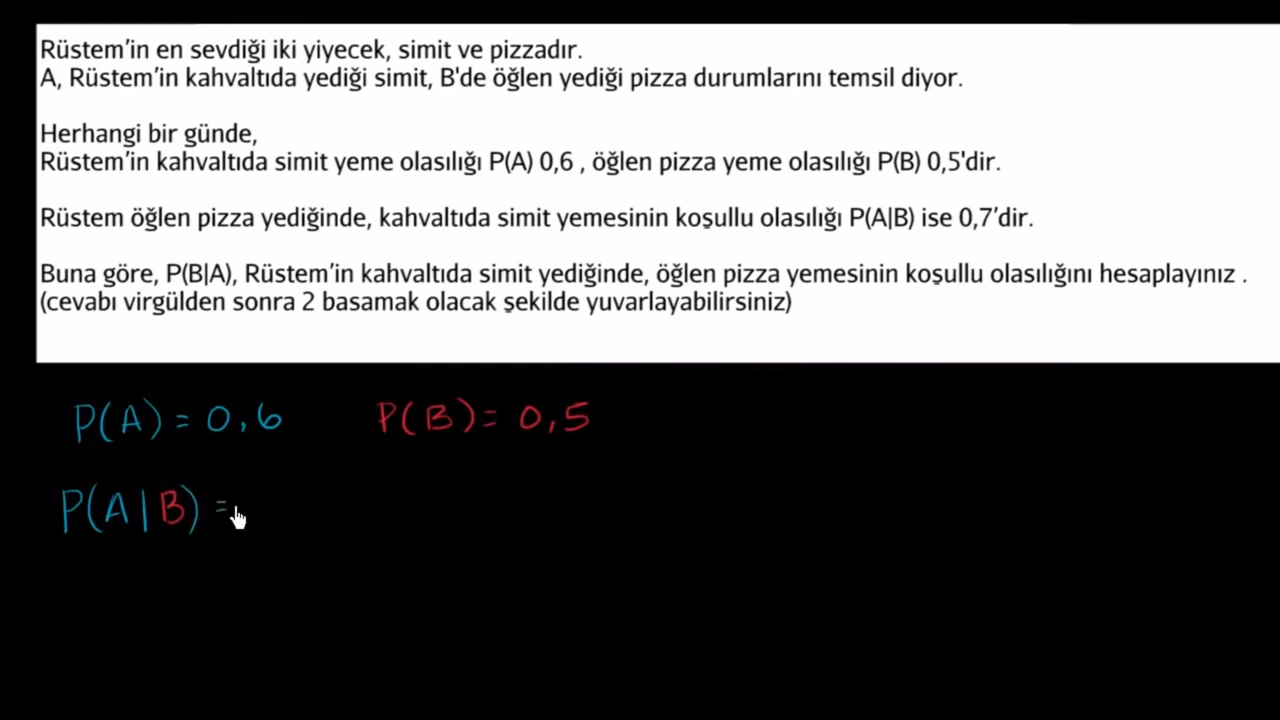 Rüstem’in en sevdiği iki yiyecek, simit ve pizzadır.
A, Rüstem’in kahvaltıda yediği simit, B'de öğlen yediği pizza durumlarını temsil diyor.
Herhangi bir günde,
Rüstem’in kahvaltıda simit yeme olasılığı P(A) 0,6 , öğlen pizza yeme olasılığı P(B) 0,5'dir.
Rüstem öğlen pizza yediğinde, kahvaltıda simit yemesinin koşullu olasılığı P(A|B) ise 0,7’dir.
Buna göre, P(B|A), Rüstem’in kahvaltıda simit yediğinde, öğlen pizza yemesinin koşullu olasılığını hesaplayınız .
(cevabı virgülden sonra 2 basamak olacak şekilde yuvarlayabilirsiniz)
P(A) = 0,6 P(B) = 0,5
P(A|B) =